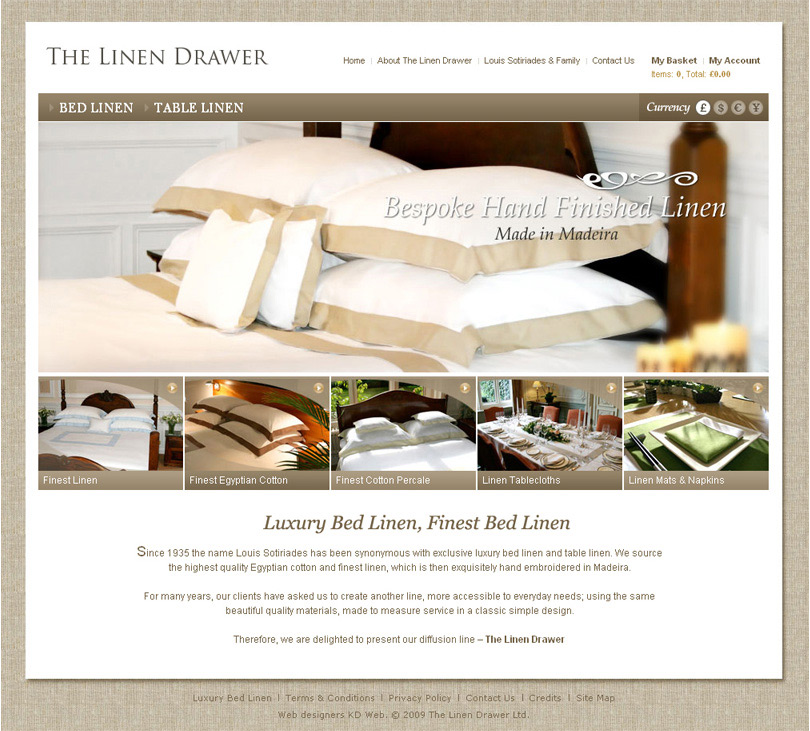 THE LINEN DRAWER
Home | About The Linen Drawer | Louis Sotiriades & Family | Contact Us
My Basket | My Account
Items: 0, Total: £0.00
BED LINEN TABLE LINEN
Currency £ $ € ¥
Bespoke Hand Finished Linen
Made in Madeira
Finest Linen
Finest Egyptian Cotton
Finest Cotton Percale
Linen Tablecloths
Linen Mats & Napkins
Luxury Bed Linen, Finest Bed Linen
Since 1935 the name Louis Sotiriades has been synonymous with exclusive luxury bed linen and table linen. We source
the highest quality Egyptian cotton and finest linen, which is then exquisitely hand embroidered in Madeira.
For many years, our clients have asked us to create another line, more accessible to everyday needs; using the same
beautiful quality materials, made to measure service in a classic simple design.
Therefore, we are delighted to present our diffusion line – The Linen Drawer
Luxury Bed Linen | Terms & Conditions | Privacy Policy | Contact Us | Credits | Site Map
Web designers KD Web. © 2009 The Linen Drawer Ltd.